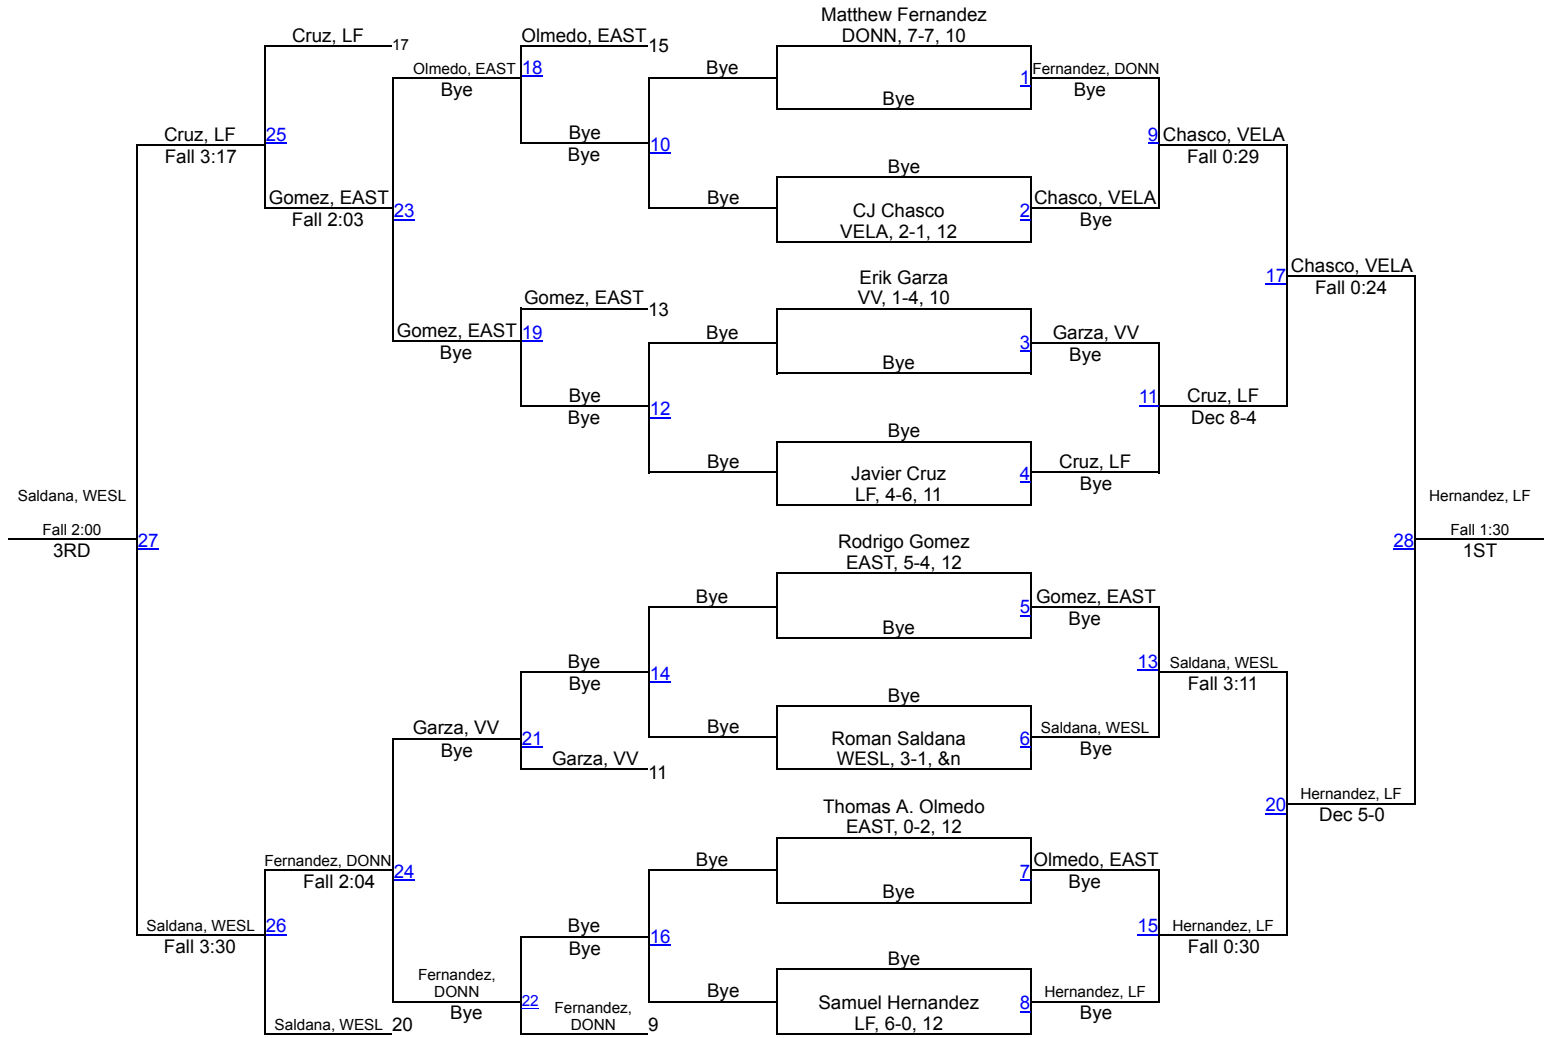 Matthew Fernandez
Cruz, LF
17
Olmedo, EAST
15
DONN, 7-7, 10
Olmedo, EAST
18
Bye
1
Fernandez, DONN
Bye
Bye
Bye
Cruz, LF
25
Bye
10
9
Chasco, VELA
Fall 3:17
Bye
Fall 0:29
Bye
Gomez, EAST
23
Bye
CJ Chasco
2
Chasco, VELA
Fall 2:03
VELA, 2-1, 12
Bye
17
Chasco, VELA
Erik Garza
Fall 0:24
Gomez, EAST
13
VV, 1-4, 10
Gomez, EAST
19
Bye
3
Garza, VV
Bye
Bye
Bye
Bye
12
11
Cruz, LF
Bye
Dec 8-4
Bye
Bye
Javier Cruz
4
Cruz, LF
LF, 4-6, 11
Bye
Saldana, WESL
Hernandez, LF
Fall 2:00
27
28
Fall 1:30
3RD
1ST
Rodrigo Gomez
EAST, 5-4, 12
Bye
5
Gomez, EAST
Bye
Bye
Bye
14
13
Saldana, WESL
Bye
Fall 3:11
Bye
Garza, VV
21
Bye
Roman Saldana
6
Saldana, WESL
Bye
Garza, VV
11
WESL, 3-1, &n
Bye
20
Hernandez, LF
Thomas A. Olmedo
Dec 5-0
EAST, 0-2, 12
Fernandez, DONN
24
Bye
7
Olmedo, EAST
Fall 2:04
Bye
Bye
Saldana, WESL
26
Bye
16
15
Hernandez, LF
Fall 3:30
Bye
Fall 0:30
Bye
Fernandez,
DONN
22
Bye
Samuel Hernandez
8
Hernandez, LF
Bye
Fernandez,
LF, 6-0, 12
Bye
Saldana, WESL
20
DONN
9